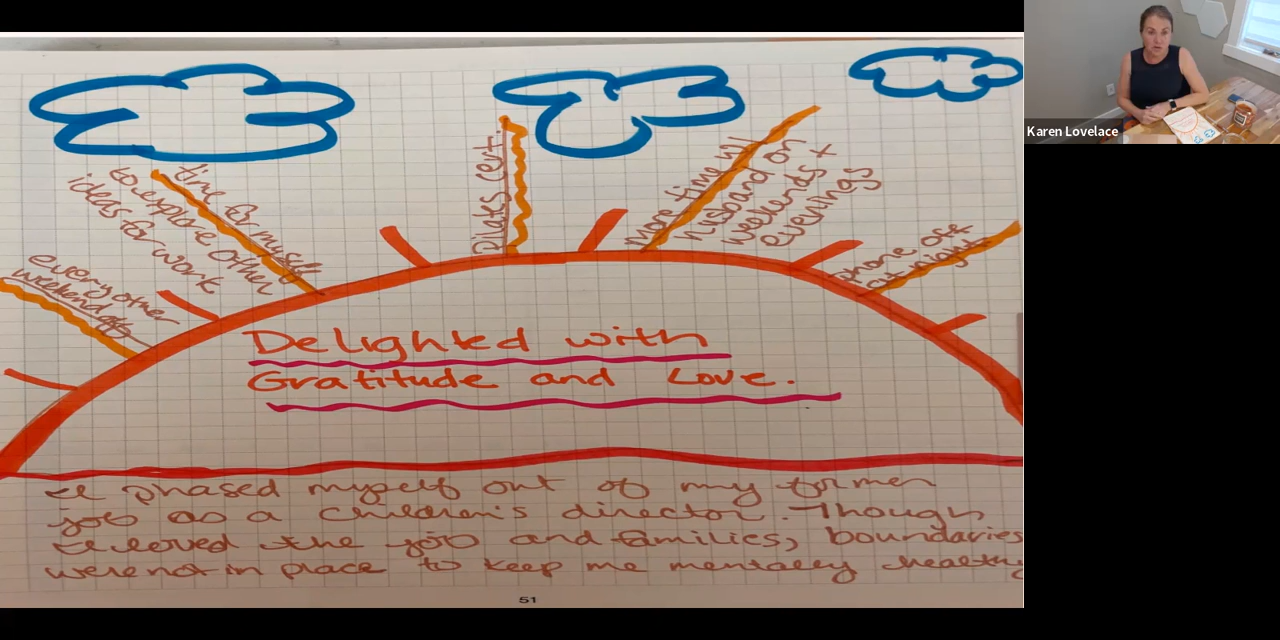 every other
weekend off
time for myself
to explore other
ideas for work
Pilates cert.
More time w/
husband on
weekends +
evenings
phone off
at night
Delighted with
Gratitude and Love.
I phased myself out of my former
job as a Children's director. Though
I loved the job and families, boundaries
were not in place to keep me mentally healthy
51
Karen Lovelace